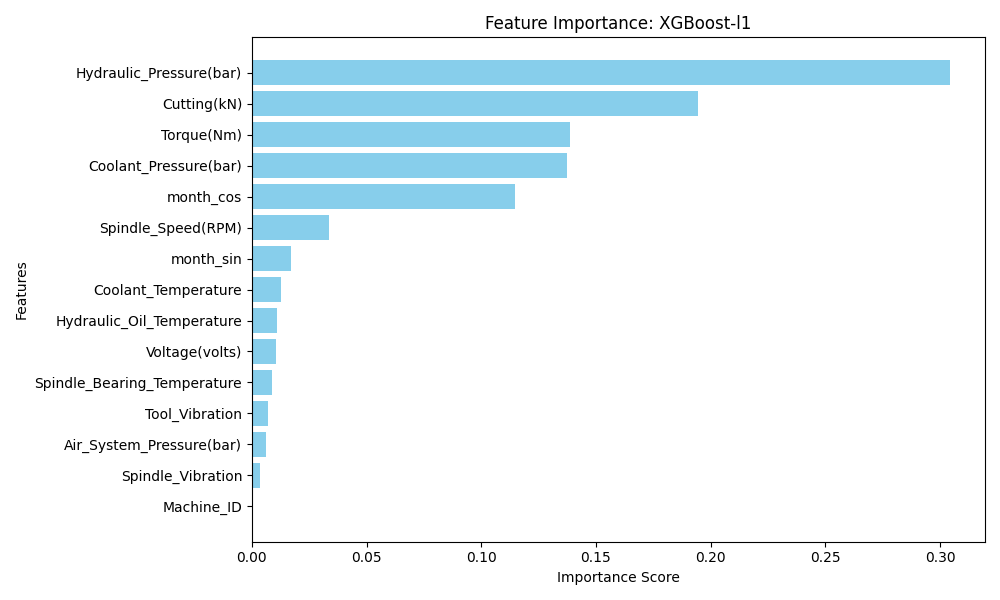 Feature Importance: XGBoost-l1
Hydraulic_Pressure(bar)
Cutting(kN)
Torque(Nm)
Coolant_Pressure(bar)
month_cos
Spindle_Speed(RPM)
month_sin
Coolant_Temperature
Hydraulic_Oil_Temperature
Voltage(volts)
Spindle_Bearing_Temperature
Tool_Vibration
Air_System_Pressure(bar)
Spindle_Vibration
Machine_ID
Features
0.00 0.05 0.10 0.15 0.20 0.25 0.30
Importance Score